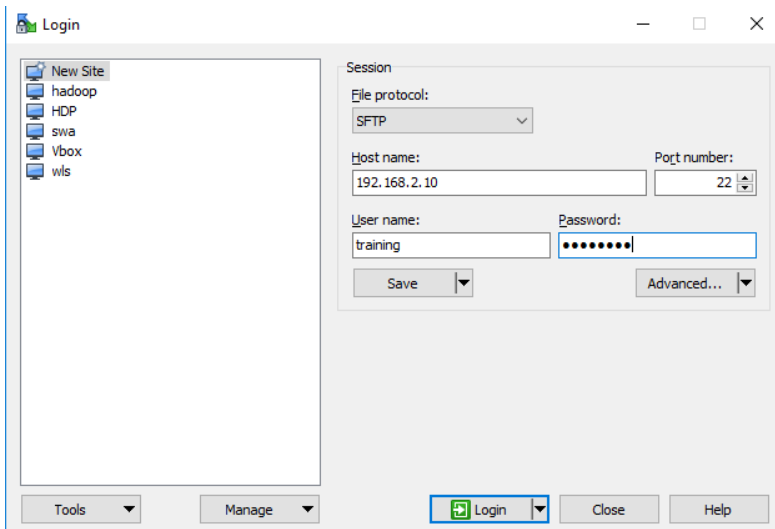 Login
New Site
hadoop
HDP
swa
Vbox
wls
Session
File protocol:
SFTP
Host name:
Port number:
192.168.2.10
22
User name:
Password:
training
●●●●●●●●
Save
Advanced...
Tools
Manage
Login
Close
Help